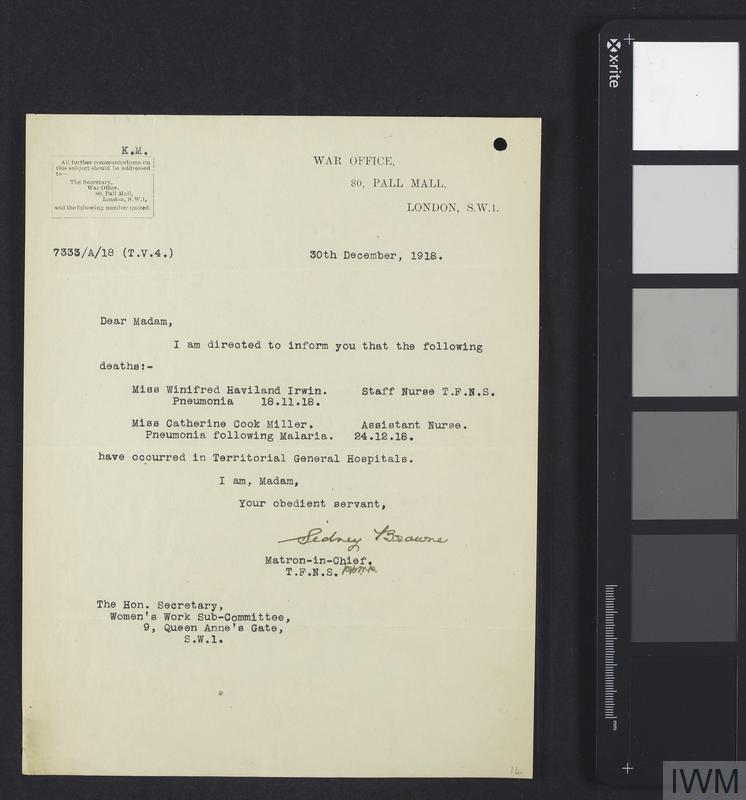 K.M.
All further communications on
this subject should be addressed
to—
The Secretary,
War Office,
80, Pall Mall,
London, S.W.1,
and the following number quoted.
WAR OFFICE,
80, PALL MALL,
LONDON, S.W.1.
7333/A/18 (T.V.4.)
30th December, 1918.
Dear Madam,
I am directed to inform you that the following
deaths:-
Miss Winifred Haviland Irwin. Staff Nurse T.F.N.S.
Pneumonia 18.11.18.
Miss Catherine Cook Miller. Assistant Nurse.
Pneumonia following Malaria. 24.12.18.
have occurred in Territorial General Hospitals.
I am, Madam,
Your obedient servant,
Sidney Browne
Matron-in-Chief.
T.F.N.S.
The Hon. Secretary,
Women's Work Sub-Committee,
9, Queen Anne's Gate,
S.W.1.
14
x-rite
mm
IWM